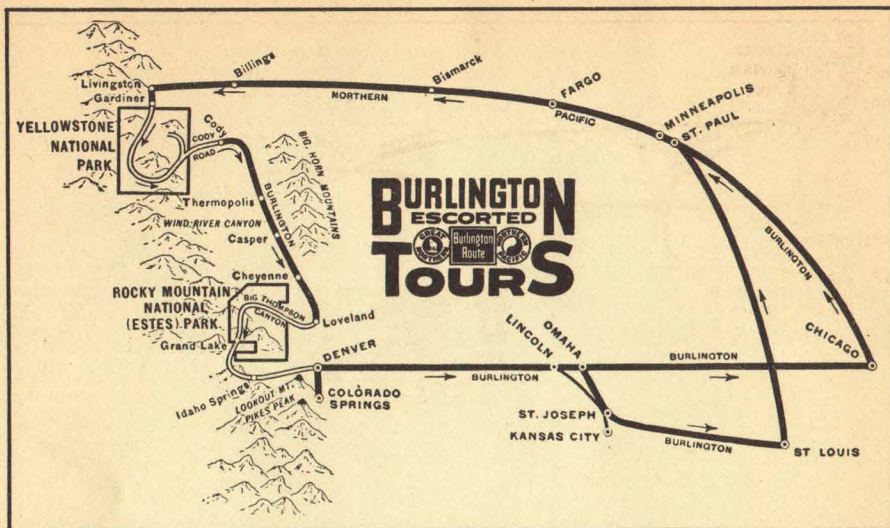 Livingston
Gardiner
Billings
NORTHERN
Bismarck
FARGO
PACIFIC
MINNEAPOLIS
ST. PAUL
YELLOWSTONE
NATIONAL
PARK
Cody
CODY
ROAD
BIG HORN MOUNTAINS
BURLINGTON
Thermopolis
WIND RIVER CANYON
Casper
Cheyenne
BURLINGTON
ESCORTED
GREAT NORTHERN
Burlington
Route
NORTHERN PACIFIC
TOURS
BURLINGTON
ROCKY MOUNTAIN
NATIONAL
(ESTES) PARK
BIG THOMPSON
CANYON
Loveland
Grand Lake
DENVER
LINCOLN
OMAHA
CHICAGO
BURLINGTON
BURLINGTON
Idaho Springs
LOOKOUT MT.
PIKES PEAK
COLORADO
SPRINGS
ST. JOSEPH
KANSAS CITY
BURLINGTON
ST LOUIS